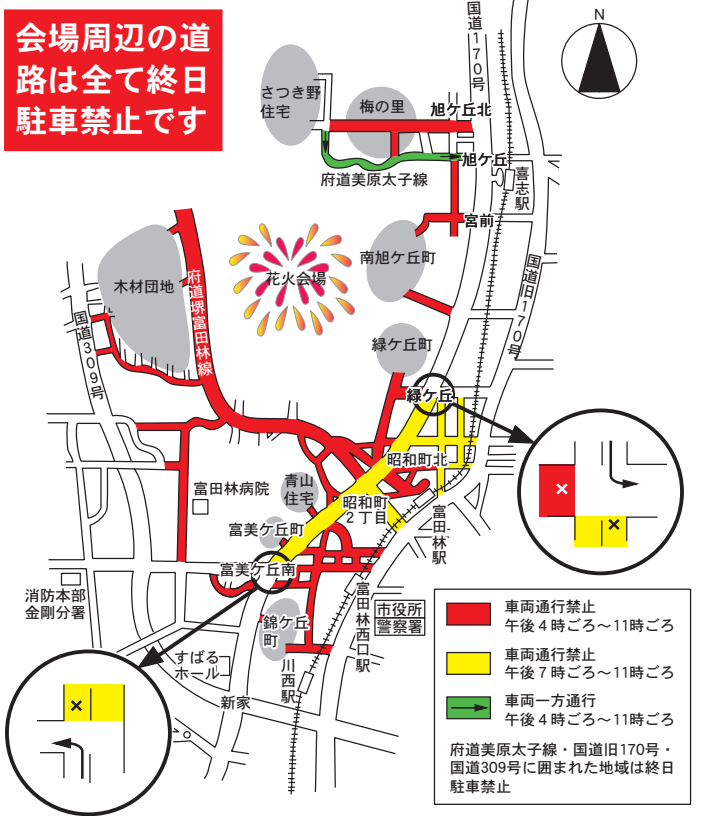 会場周辺の道
路は全て終日
駐車禁止です
国道170号
N
さつき野
住宅
梅の里
旭ケ丘北
旭ケ丘
府道美原太子線
喜志駅
宮前
南旭ケ丘町
花火会場
木材団地
府道堺富田林線
国道旧170号
国道309号
緑ケ丘町
緑ケ丘
昭和町北
富田林病院
青山
住宅
昭和町
2丁目
富美ケ丘町
富田林駅
富美ケ丘南
消防本部
金剛分署
富田林西口駅
市役所
警察署
錦ケ丘
町
すばる
ホール
川西駅
新家
車両通行禁止
午後4時ごろ～11時ごろ
車両通行禁止
午後7時ごろ～11時ごろ
車両一方通行
午後4時ごろ～11時ごろ
府道美原太子線・国道旧170号・
国道309号に囲まれた地域は終日
駐車禁止